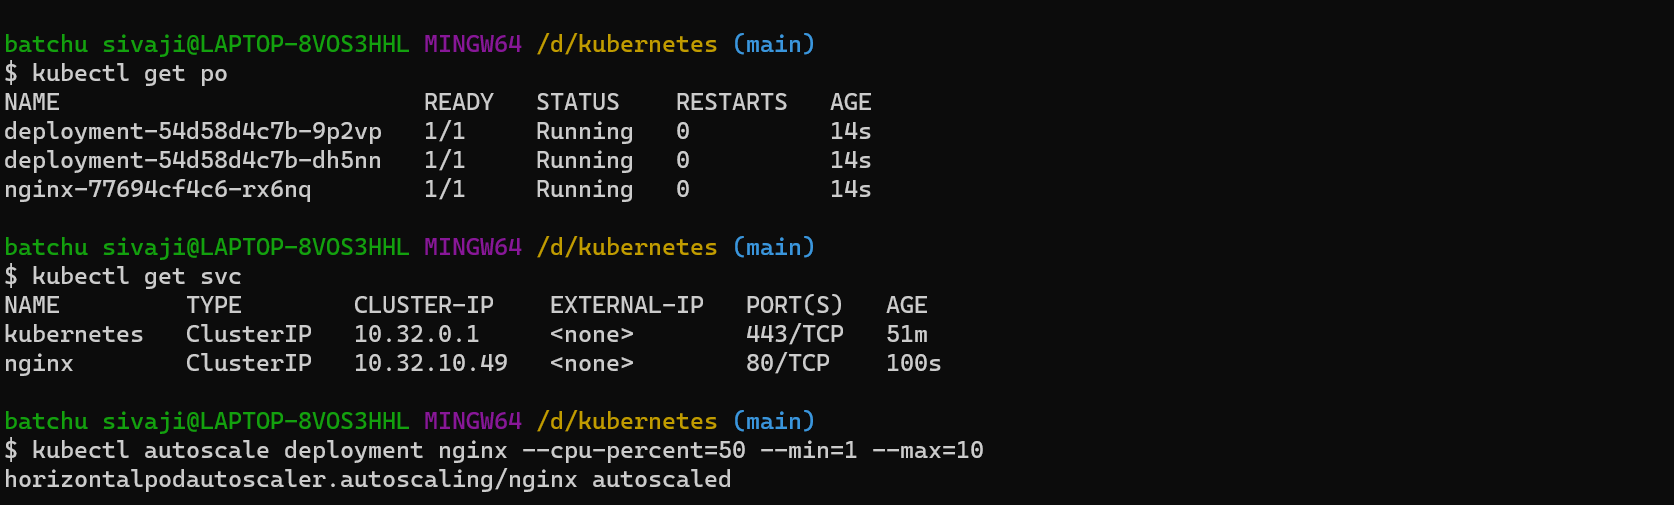 batchu sivaji@LAPTOP-8VOS3HHL MINGW64 /d/kubernetes (main)
$ kubectl get po
NAME                          READY   STATUS    RESTARTS   AGE
deployment-54d58d4c7b-9p2vp   1/1     Running   0          14s
deployment-54d58d4c7b-dh5nn   1/1     Running   0          14s
nginx-77694cf4c6-rx6nq        1/1     Running   0          14s
batchu sivaji@LAPTOP-8VOS3HHL MINGW64 /d/kubernetes (main)
$ kubectl get svc
NAME         TYPE        CLUSTER-IP    EXTERNAL-IP   PORT(S)   AGE
kubernetes   ClusterIP   10.32.0.1     <none>        443/TCP   51m
nginx        ClusterIP   10.32.10.49   <none>        80/TCP    100s
batchu sivaji@LAPTOP-8VOS3HHL MINGW64 /d/kubernetes (main)
$ kubectl autoscale deployment nginx --cpu-percent=50 --min=1 --max=10
horizontalpodautoscaler.autoscaling/nginx autoscaled